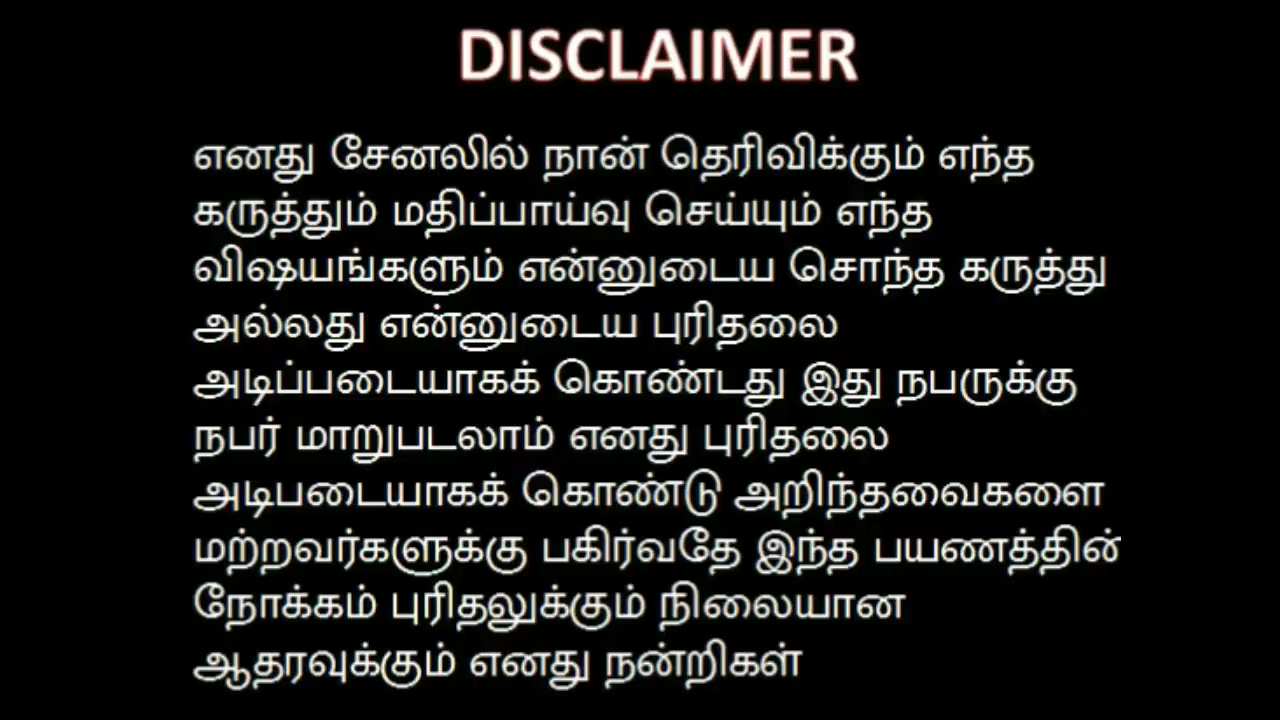 DISCLAIMER
எனது சேனலில் நான் தெரிவிக்கும் எந்த
கருத்தும் மதிப்பாய்வு செய்யும் எந்த
விஷயங்களும் என்னுடைய சொந்த கருத்து
அல்லது என்னுடைய புரிதலை
அடிப்படையாகக் கொண்டது இது நபருக்கு
நபர் மாறுபடலாம் எனது புரிதலை
அடிபடையாகக் கொண்டு அறிந்தவைகளை
மற்றவர்களுக்கு பகிர்வதே இந்த பயணத்தின்
நோக்கம் புரிதலுக்கும் நிலையான
ஆதரவுக்கும் எனது நன்றிகள்